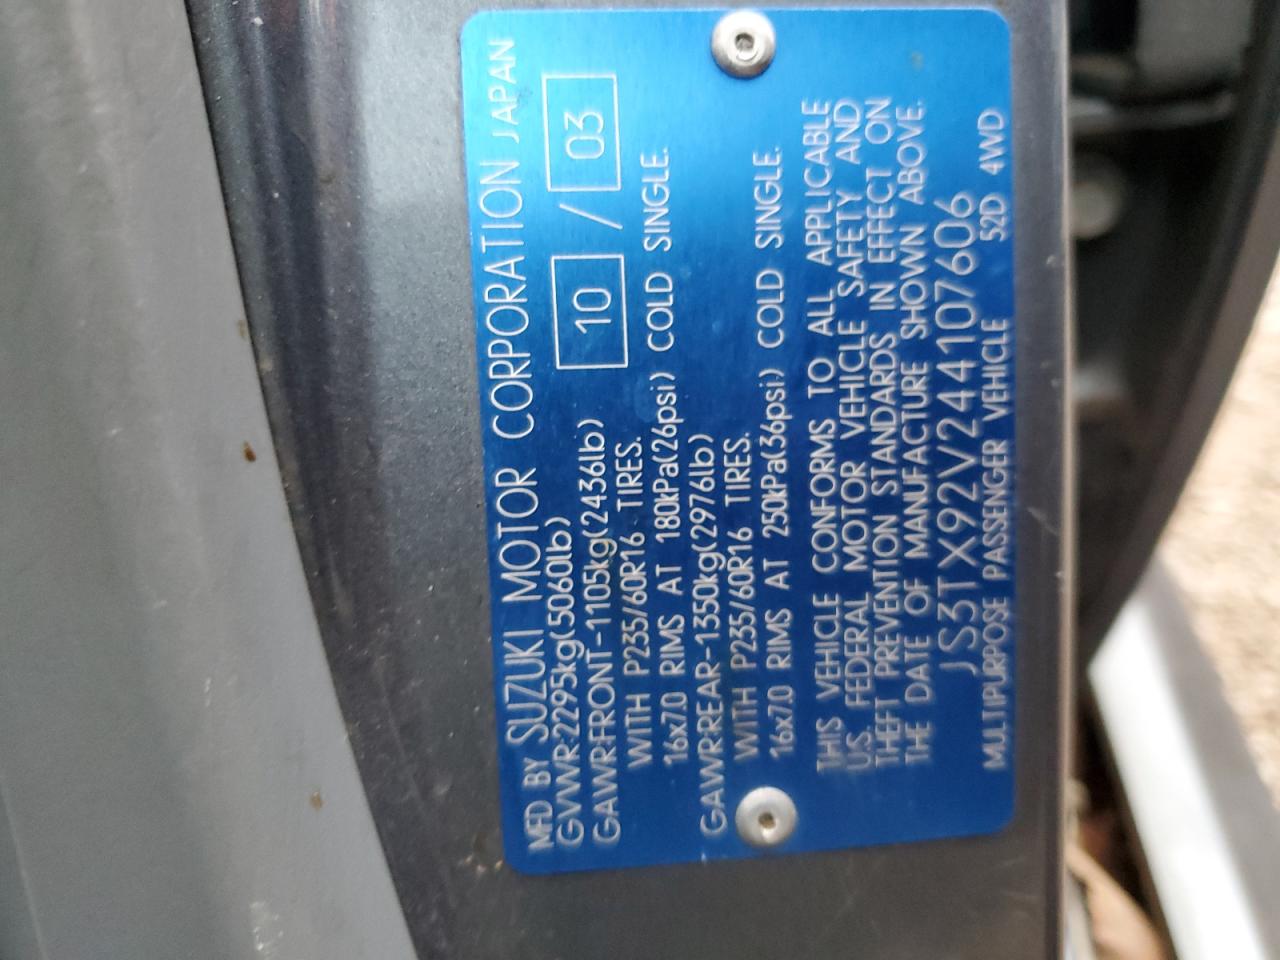 MFD BY SUZUKI MOTOR CORPORATION JAPAN
GVWR:2295kg(5060lb) 10 / 03
GAWR:FRONT-1105kg(2436lb)
WITH P235/60R16 TIRES.
16x7.0 RIMS AT 180kPa(26psi) COLD SINGLE.
GAWR:REAR-1350kg(2976lb)
WITH P235/60R16 TIRES.
16x7.0 RIMS AT 250kPa(36psi) COLD SINGLE.
THIS VEHICLE CONFORMS TO ALL APPLICABLE
U.S. FEDERAL MOTOR VEHICLE SAFETY AND
THEFT PREVENTION STANDARDS IN EFFECT ON
THE DATE OF MANUFACTURE SHOWN ABOVE.
JS3TX92V244107606
MULTIPURPOSE PASSENGER VEHICLE 52D 4WD